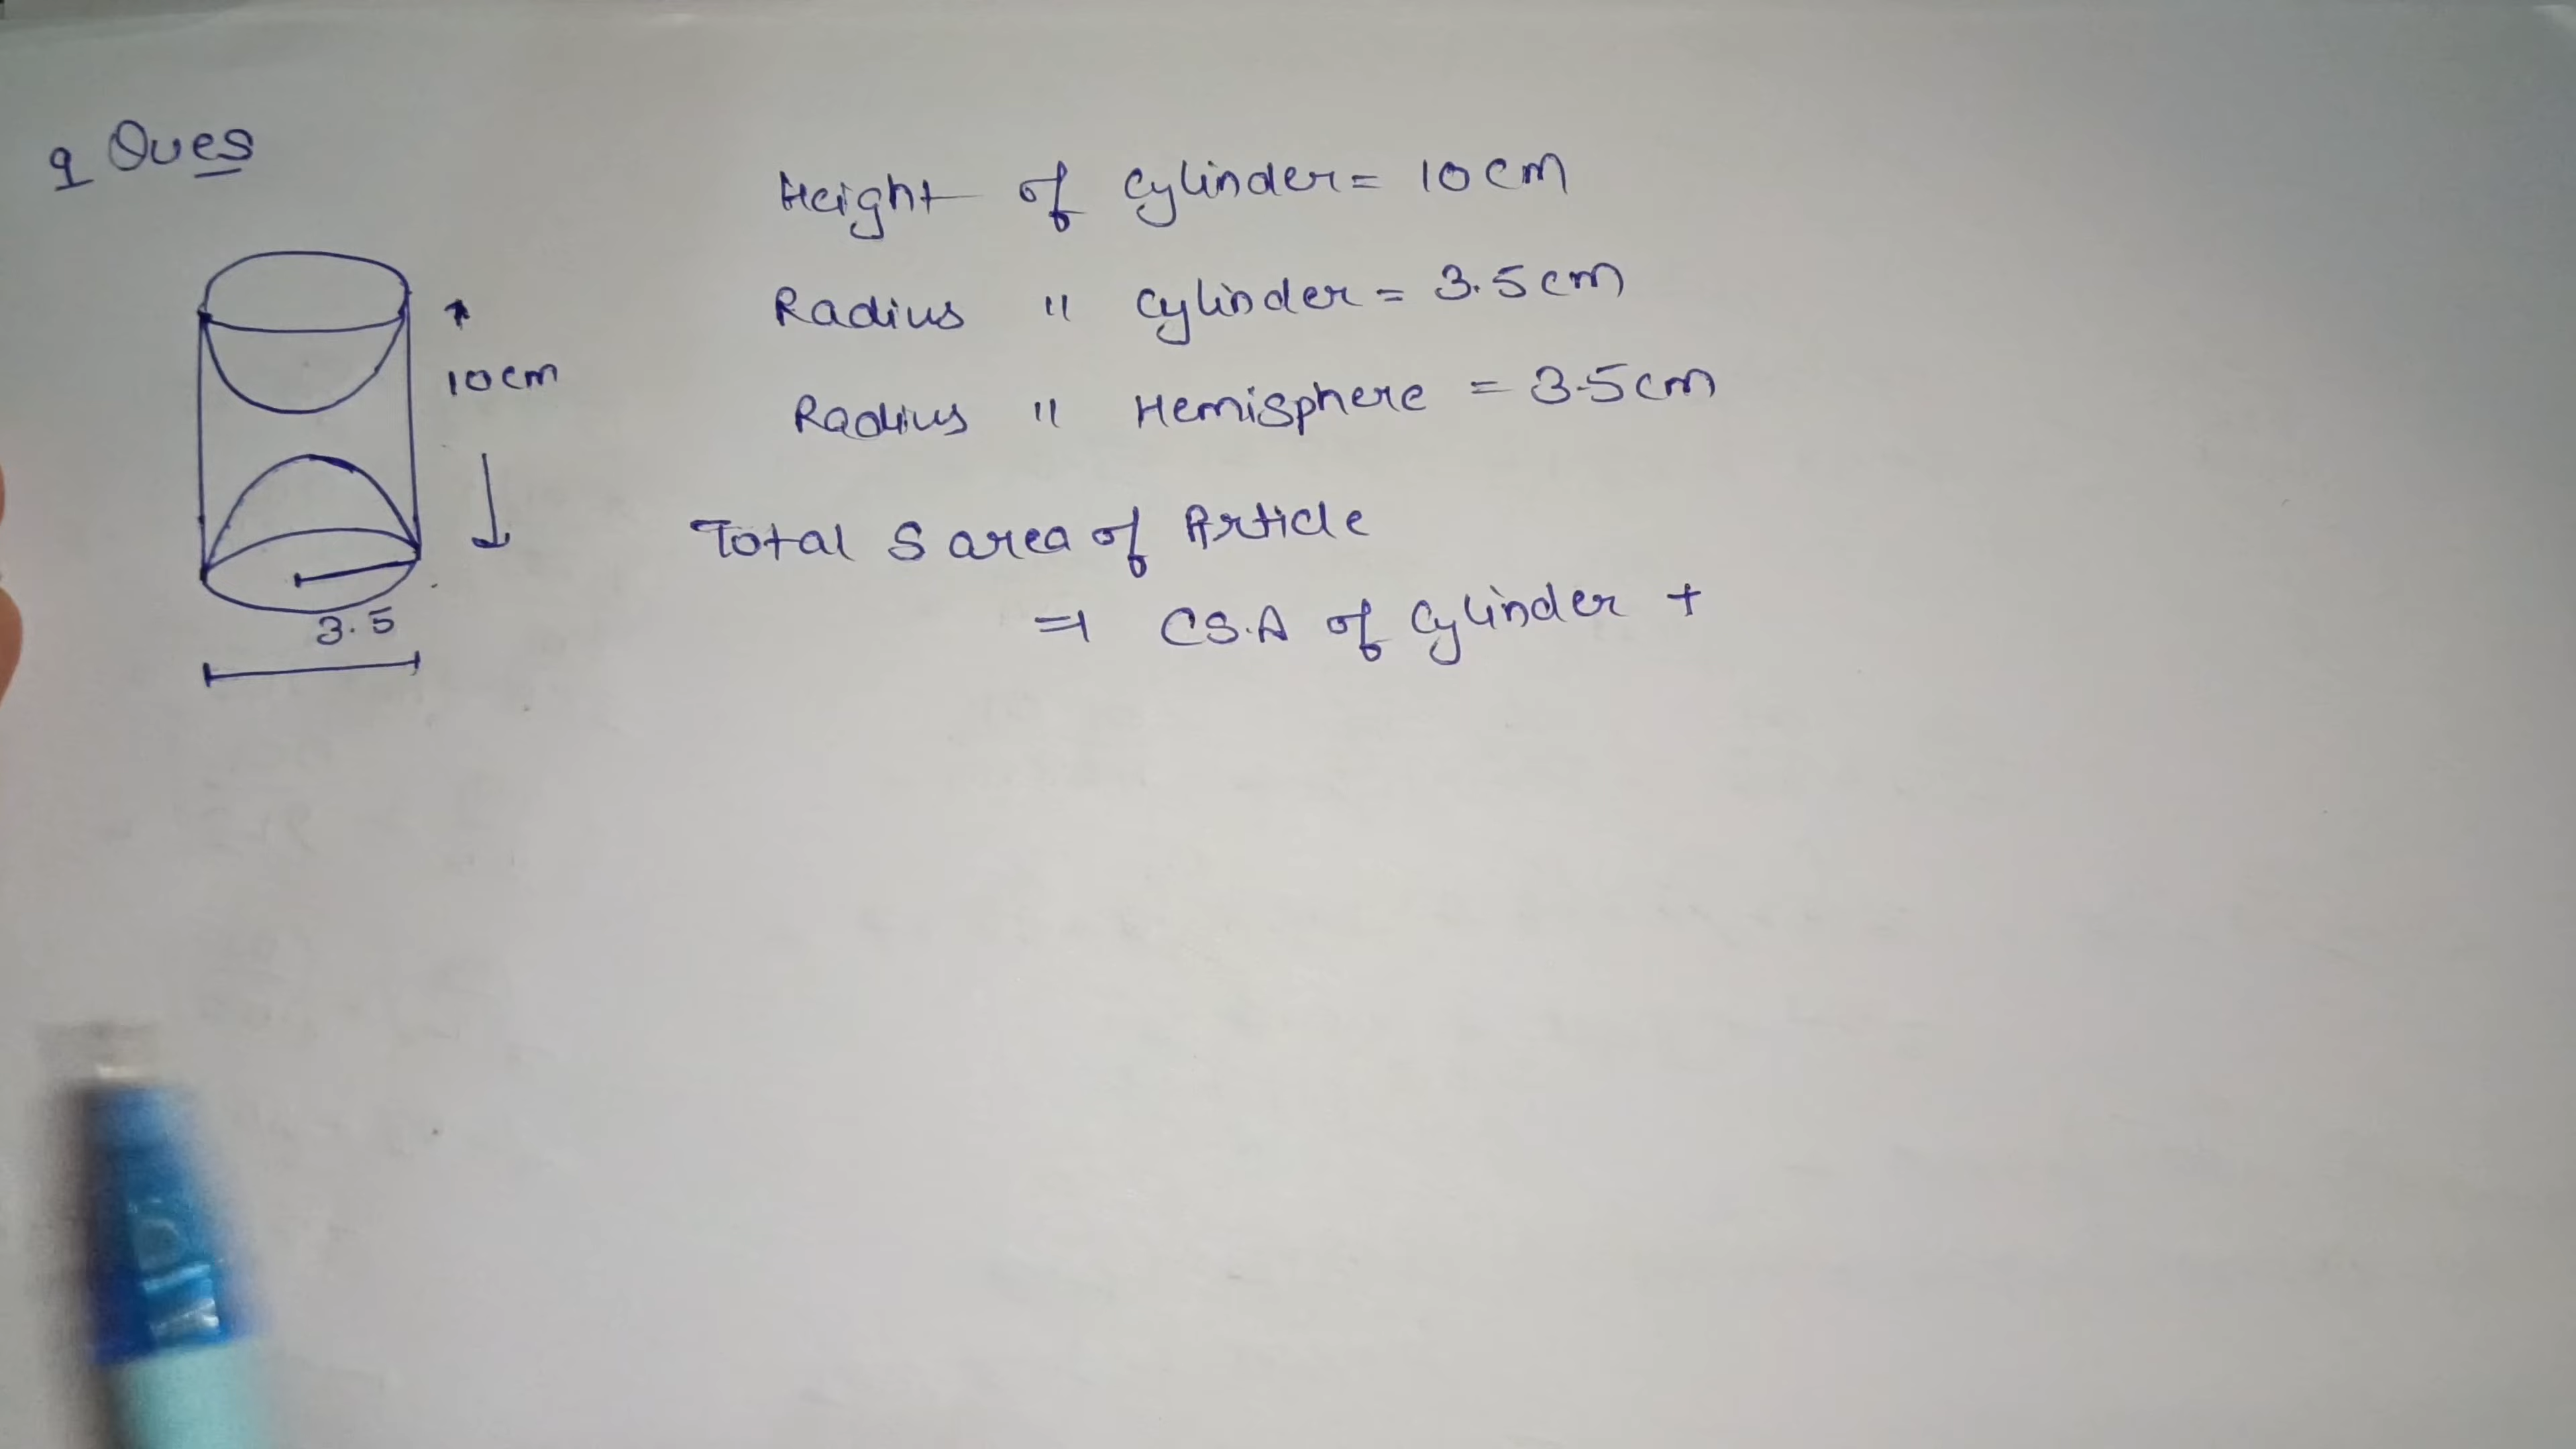 9 Ques
10cm
3.5
Height of Cylinder = 10cm
Radius " Cylinder = 3.5cm
Radius " Hemisphere = 3.5cm
Total S area of Article
⇒ CS.A of Cylinder +